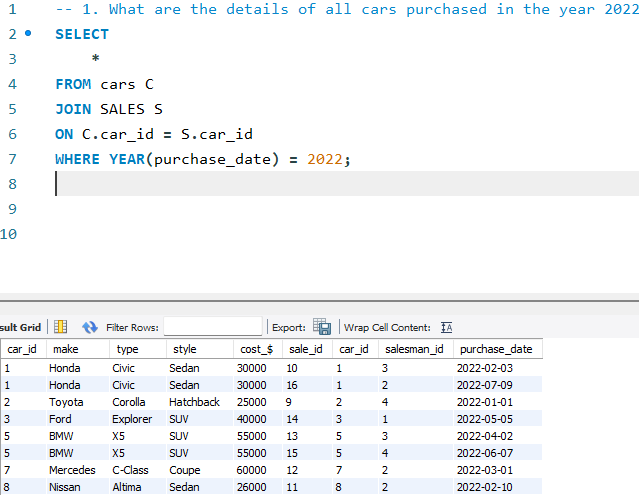 1 -- 1. What are the details of all cars purchased in the year 2022
2 SELECT
3 *
4 FROM cars C
5 JOIN SALES S
6 ON C.car_id = S.car_id
7 WHERE YEAR(purchase_date) = 2022;
8
9
10
sult Grid Filter Rows: Export: Wrap Cell Content: IA
car_id make type style cost_$ sale_id car_id salesman_id purchase_date
1 Honda Civic Sedan 30000 10 1 3 2022-02-03
1 Honda Civic Sedan 30000 16 1 2 2022-07-09
2 Toyota Corolla Hatchback 25000 9 2 4 2022-01-01
3 Ford Explorer SUV 40000 14 3 1 2022-05-05
5 BMW X5 SUV 55000 13 5 3 2022-04-02
5 BMW X5 SUV 55000 15 5 4 2022-06-07
7 Mercedes C-Class Coupe 60000 12 7 2 2022-03-01
8 Nissan Altima Sedan 26000 11 8 2 2022-02-10